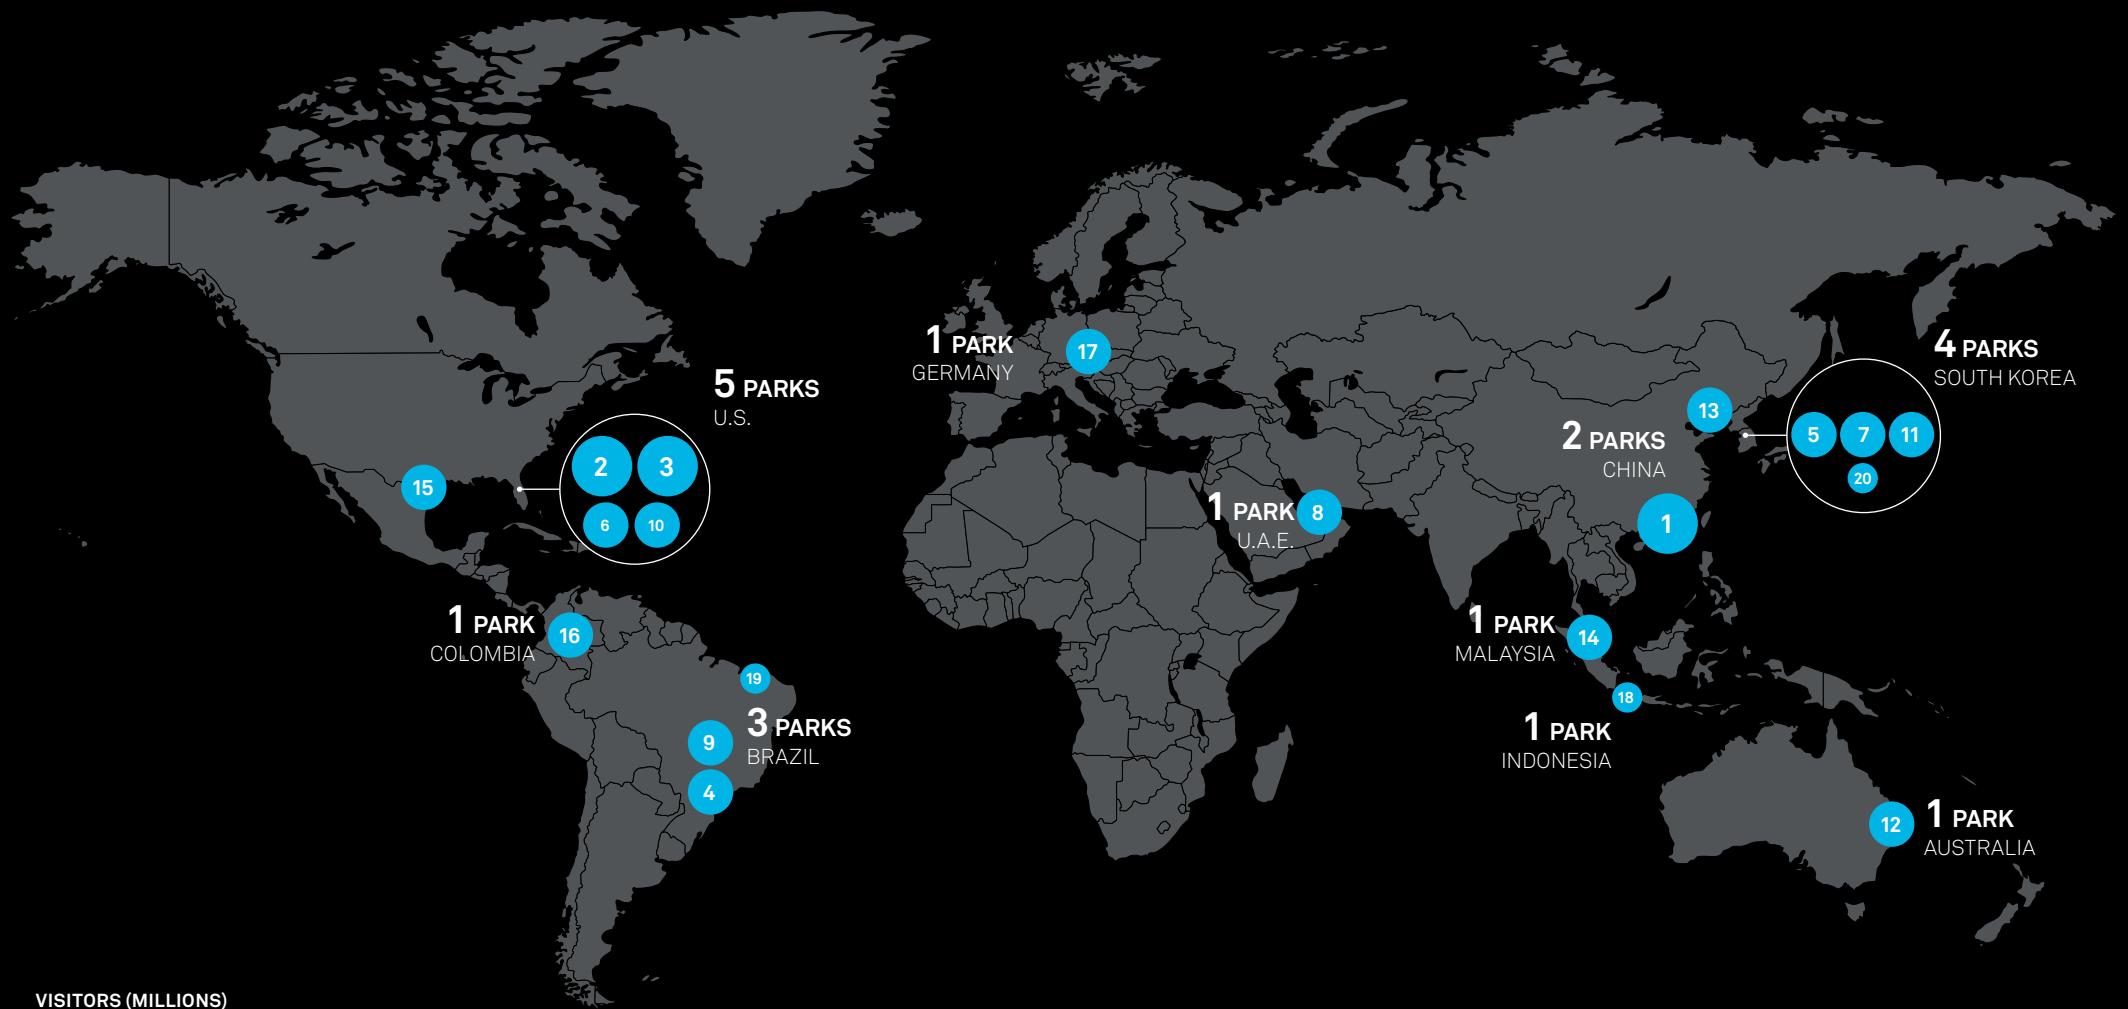 1 PARK
GERMANY
17
4 PARKS
SOUTH KOREA
5 PARKS
U.S.
2
3
6
10
15
13
5
7
11
20
2 PARKS
CHINA
1
1 PARK
U.A.E.
8
1 PARK
COLOMBIA
16
1 PARK
MALAYSIA
14
19
3 PARKS
BRAZIL
9
4
18
1 PARK
INDONESIA
12
1 PARK
AUSTRALIA
VISITORS (MILLIONS)